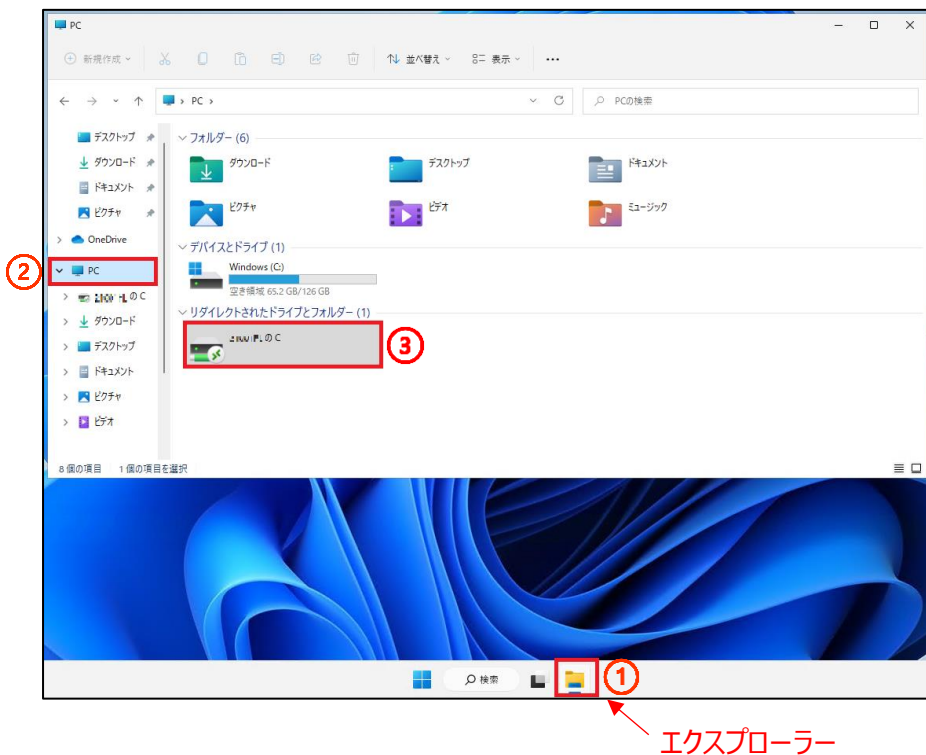 PC
新規作成
並べ替え
表示
PC
PCの検索
デスクトップ
ダウンロード
ドキュメント
ピクチャ
OneDrive
② PC
の C
ダウンロード
デスクトップ
ドキュメント
ピクチャ
ビデオ
フォルダー (6)
ダウンロード
デスクトップ
ドキュメント
ピクチャ
ビデオ
ミュージック
デバイスとドライブ (1)
Windows (C:)
空き領域 65.2 GB/126 GB
リダイレクトされたドライブとフォルダー (1)
の C ③
8 個の項目 1 個の項目を選択
検索 ①
エクスプローラー